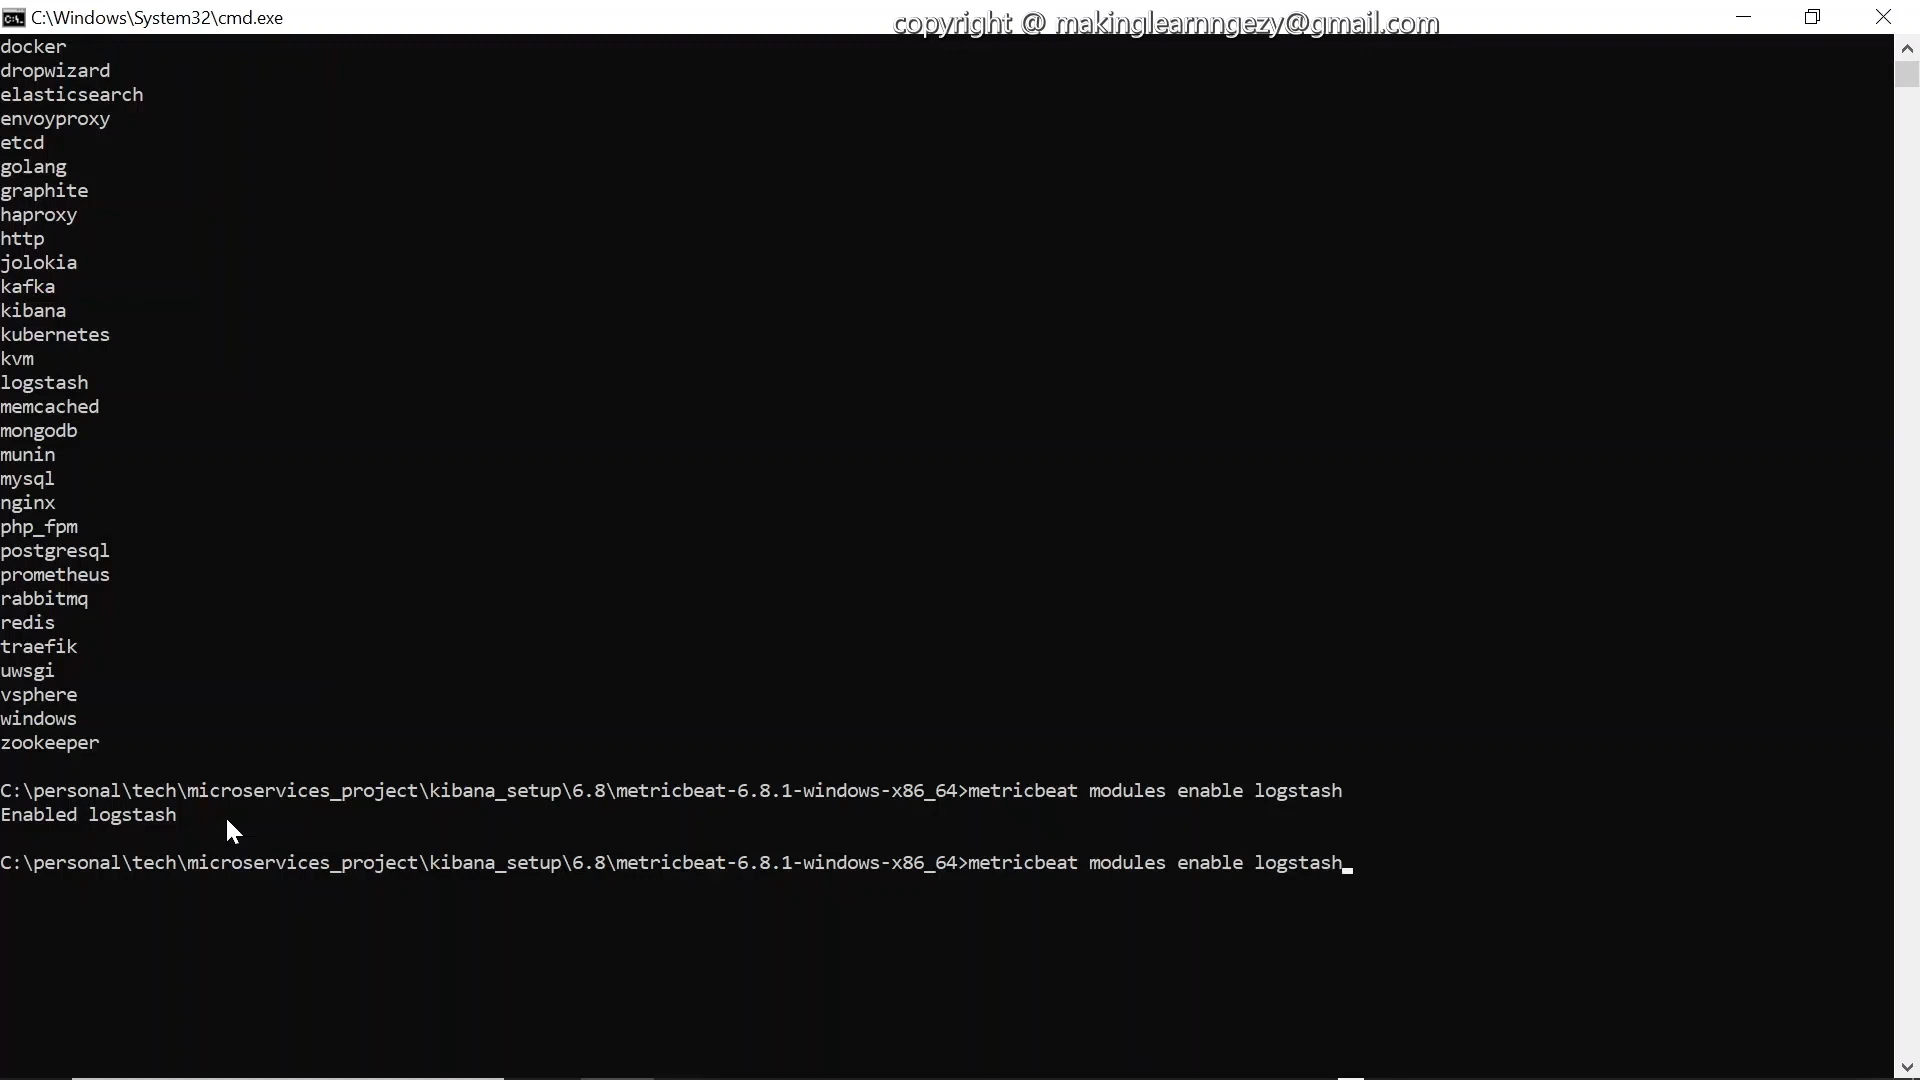 C:\Windows\System32\cmd.exe
copyright @ makinglearnngezy@gmail.com
docker
dropwizard
elasticsearch
envoyproxy
etcd
golang
graphite
haproxy
http
jolokia
kafka
kibana
kubernetes
kvm
logstash
memcached
mongodb
munin
mysql
nginx
php_fpm
postgresql
prometheus
rabbitmq
redis
traefik
uwsgi
vsphere
windows
zookeeper
C:\personal\tech\microservices_project\kibana_setup\6.8\metricbeat-6.8.1-windows-x86_64>metricbeat modules enable logstash
Enabled logstash
C:\personal\tech\microservices_project\kibana_setup\6.8\metricbeat-6.8.1-windows-x86_64>metricbeat modules enable logstash